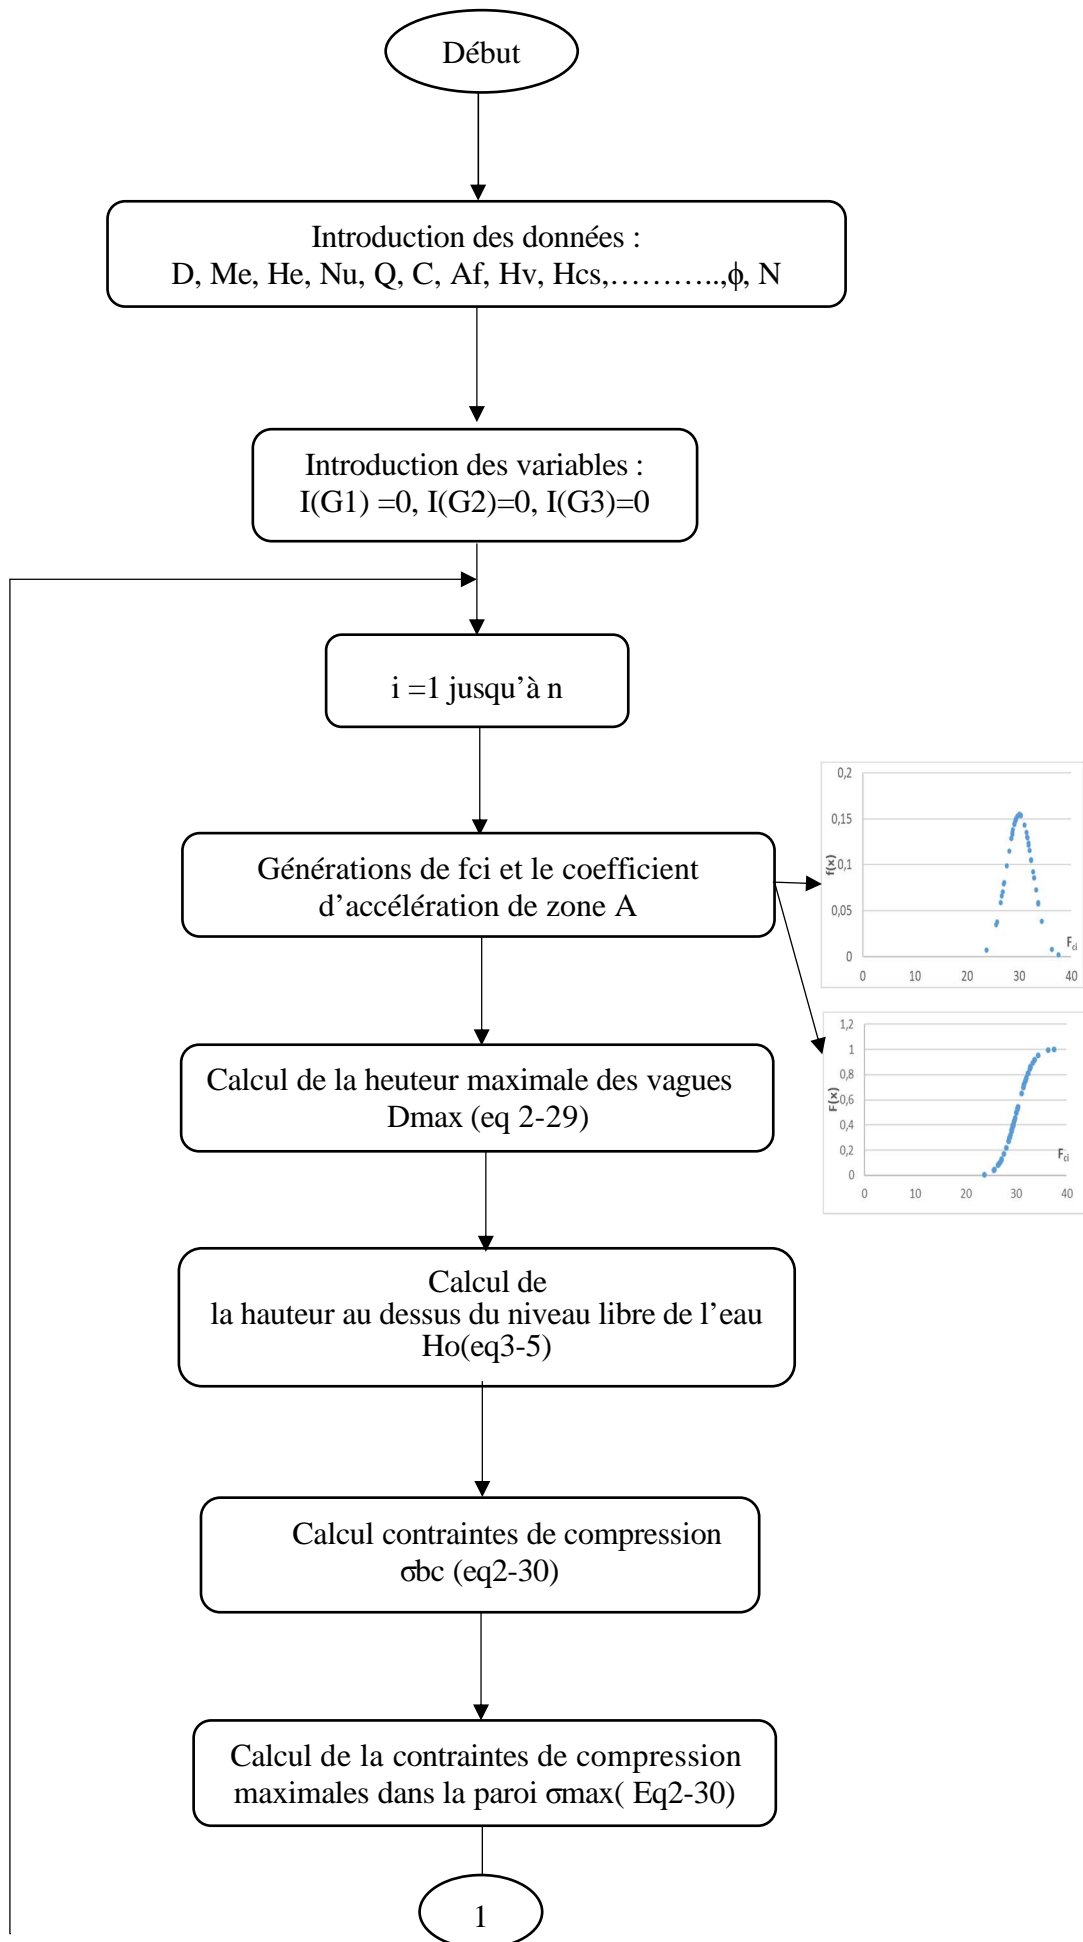 Début
Introduction des données :
D, Me, He, Nu, Q, C, Af, Hv, Hcs,………..,ϕ, N
Introduction des variables :
I(G1) =0, I(G2)=0, I(G3)=0
i =1 jusqu’à n
Générations de fci et le coefficient
d’accélération de zone A
0,2
0,15
0,1
0,05
0
f(x)
Fci
0 10 20 30 40
1,2
1
0,8
0,6
0,4
0,2
0
F(x)
Fci
0 10 20 30 40
Calcul de la heuteur maximale des vagues
Dmax (eq 2-29)
Calcul de
la hauteur au dessus du niveau libre de l’eau
Ho(eq3-5)
Calcul contraintes de compression
σbc (eq2-30)
Calcul de la contraintes de compression
maximales dans la paroi σmax( Eq2-30)
1